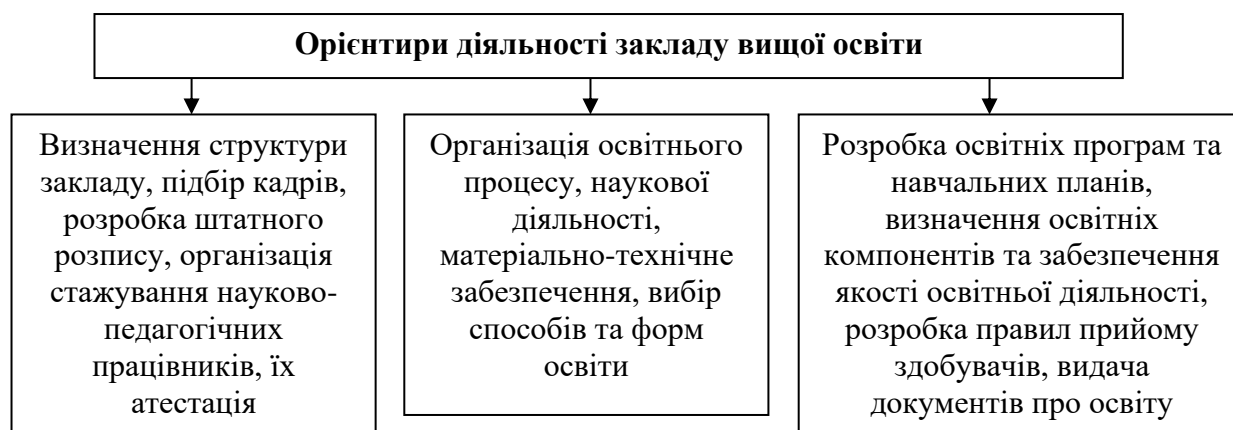 Орієнтири діяльності закладу вищої освіти
Визначення структури
закладу, підбір кадрів,
розробка штатного
розпису, організація
стажування науково-
педагогічних
працівників, їх
атестація
Організація освітнього
процесу, наукової
діяльності,
матеріально-технічне
забезпечення, вибір
способів та форм
освіти
Розробка освітніх програм та
навчальних планів,
визначення освітніх
компонентів та забезпечення
якості освітньої діяльності,
розробка правил прийому
здобувачів, видача
документів про освіту